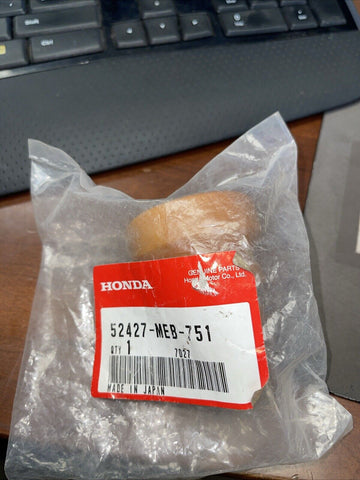 GENUINE PARTS
HONDA
Honda Motor Co., Ltd.
52427-MEB-751
QTY 1 7027
MADE IN JAPAN